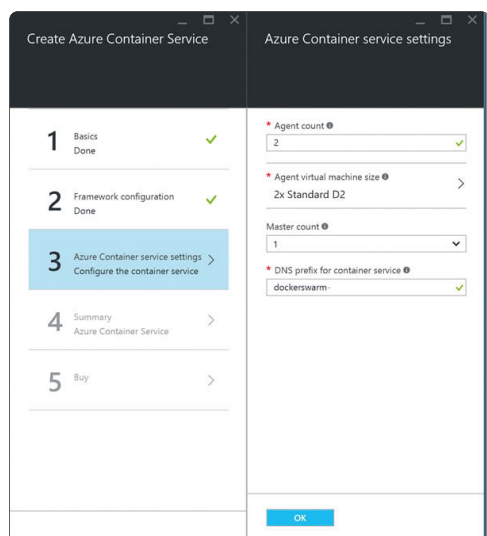 Create Azure Container Service
1
Basics
Done
2
Framework configuration
Done
3
Azure Container service settings
Configure the container service
4
Summary
Azure Container Service
5
Buy
Azure Container service settings
* Agent count
2
* Agent virtual machine size
2x Standard D2
Master count
1
* DNS prefix for container service
dockerswarm-
OK